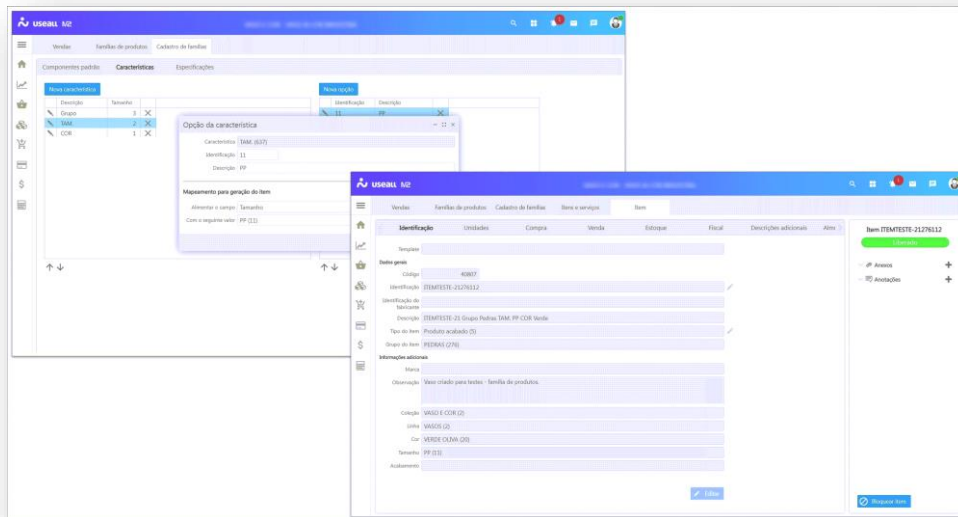 useall M2
1
Vendas Famílias de produtos Cadastro de famílias
Componentes padrão Características Especificações
Nova característica
Descrição Tamanho
Grupo 3
TAM. 2
COR 1
Nova opção
Identificação Descrição
11 PP
Opção da característica
Característica TAM. (637)
Identificação 11
Descrição PP
Mapeamento para geração do item
Alimentar o campo Tamanho
Com o seguinte valor PP (11)
useall M2
1
Vendas Famílias de produtos Cadastro de famílias Bens e serviços Item
Identificação Unidades Compra Venda Estoque Fiscal Descrições adicionais
Template
Dados gerais
Código 40807
Identificação ITEMTESTE-21276112
Identificação do fabricante
Descrição ITEMTESTE-21 Grupo Pedras TAM. PP COR Verde
Tipo do item Produto acabado (5)
Grupo do item PEDRAS (276)
Informações adicionais
Marca
Observação Vaso criado para testes - família de produtos.
Coleção VASO E COR (2)
Linha VASOS (2)
Cor VERDE OLIVA (20)
Tamanho PP (11)
Acabamento
Editar
Item ITEMTESTE-21276112
Liberado
Anexos
Anotações
Bloquear item